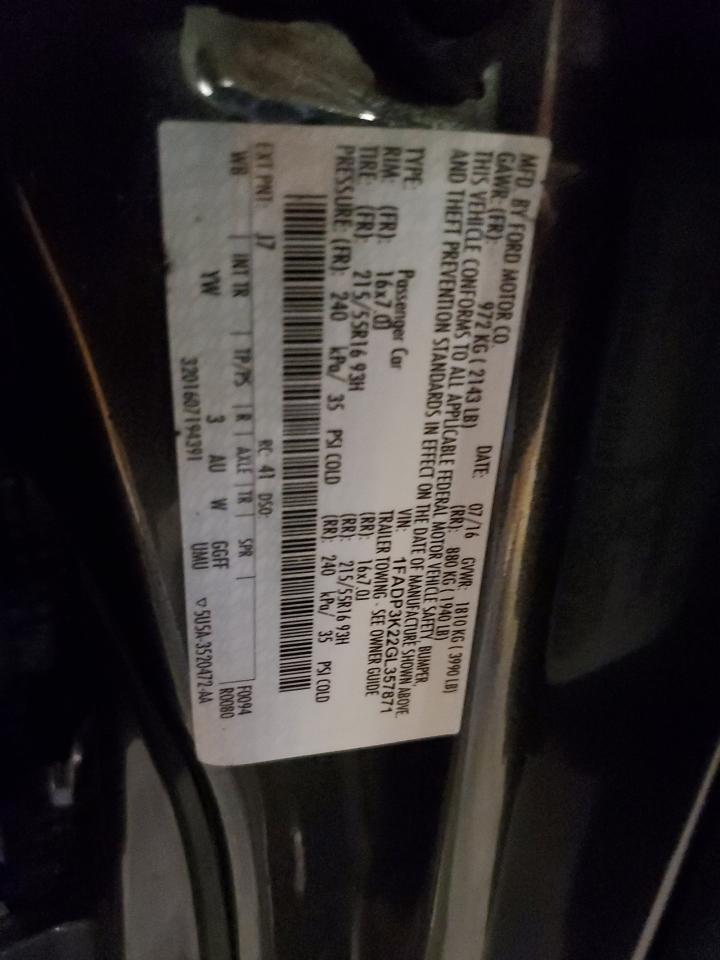 MFD. BY FORD MOTOR CO.
DATE: 07/16 GVWR: 1810 KG ( 3990 LB)
GAWR: (FR): 972 KG ( 2143 LB) (RR): 880 KG ( 1940 LB)
THIS VEHICLE CONFORMS TO ALL APPLICABLE FEDERAL MOTOR VEHICLE SAFETY, BUMPER,
AND THEFT PREVENTION STANDARDS IN EFFECT ON THE DATE OF MANUFACTURE SHOWN ABOVE.
VIN: 1FADP3K22GL357871
TYPE: Passenger Car TRAILER TOWING - SEE OWNER GUIDE
RIM: (FR): 16x7.0J (RR): 16x7.0J
TIRE: (FR): 215/55R16 93H (RR): 215/55R16 93H
PRESSURE: (FR): 240 kPa/ 35 PSI COLD (RR): 240 kPa/ 35 PSI COLD
EXT PNT: J7 RC: 41 DSO: F0094
WB | INT TR | TP/PS | R | AXLE | TR | SPR R0080
YW 3 AU W GGFF
UMU
3201607194391 ▽ 5U5A-3520472-AA